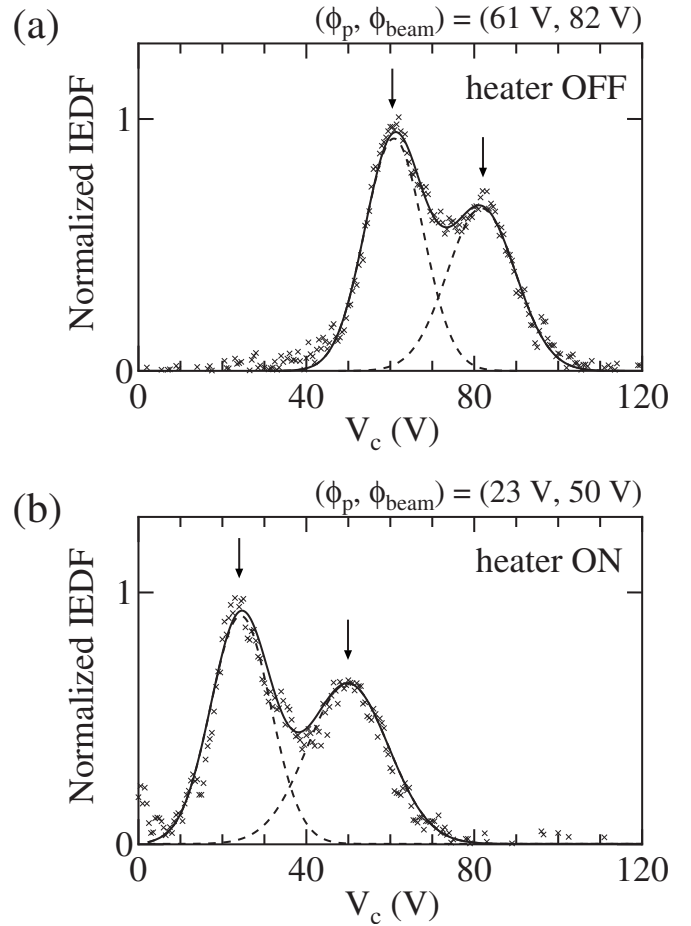 (a)
(ϕp, ϕbeam) = (61 V, 82 V)
heater OFF
Normalized IEDF
1
0
0 40 80 120
Vc (V)
(b)
(ϕp, ϕbeam) = (23 V, 50 V)
heater ON
Normalized IEDF
1
0
0 40 80 120
Vc (V)